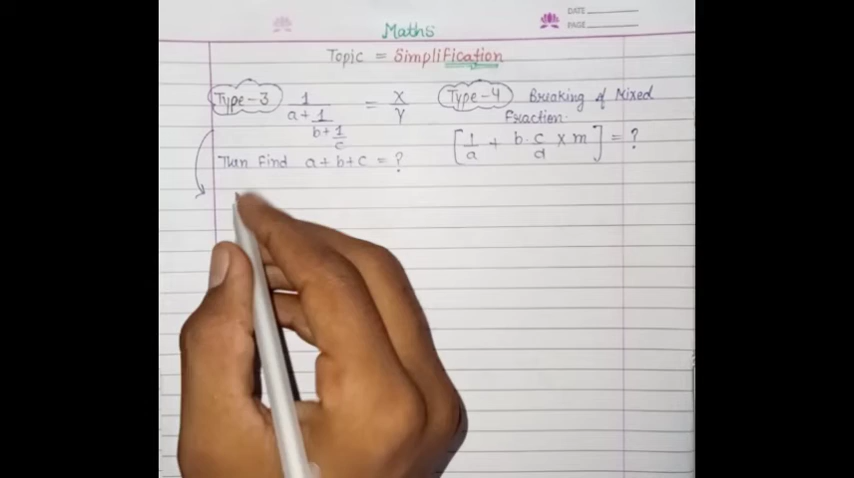 DATE
PAGE
Maths
Topic = Simplification
Type-3 1/(a+1/(b+1/c)) = X/Y
Then Find a+b+c = ?
Type-4 Breaking of Mixed
Fraction.
[1/a + b·c/d × m] = ?